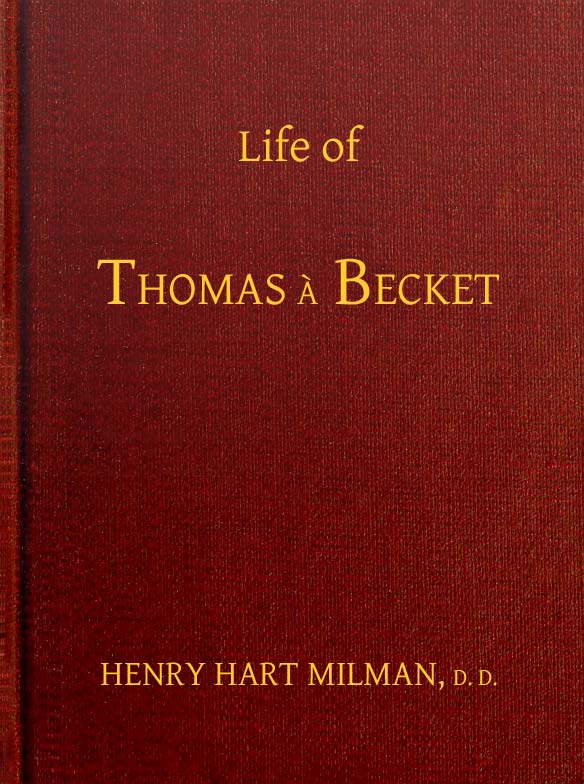 Life of
THOMAS À BECKET
HENRY HART MILMAN, D. D.